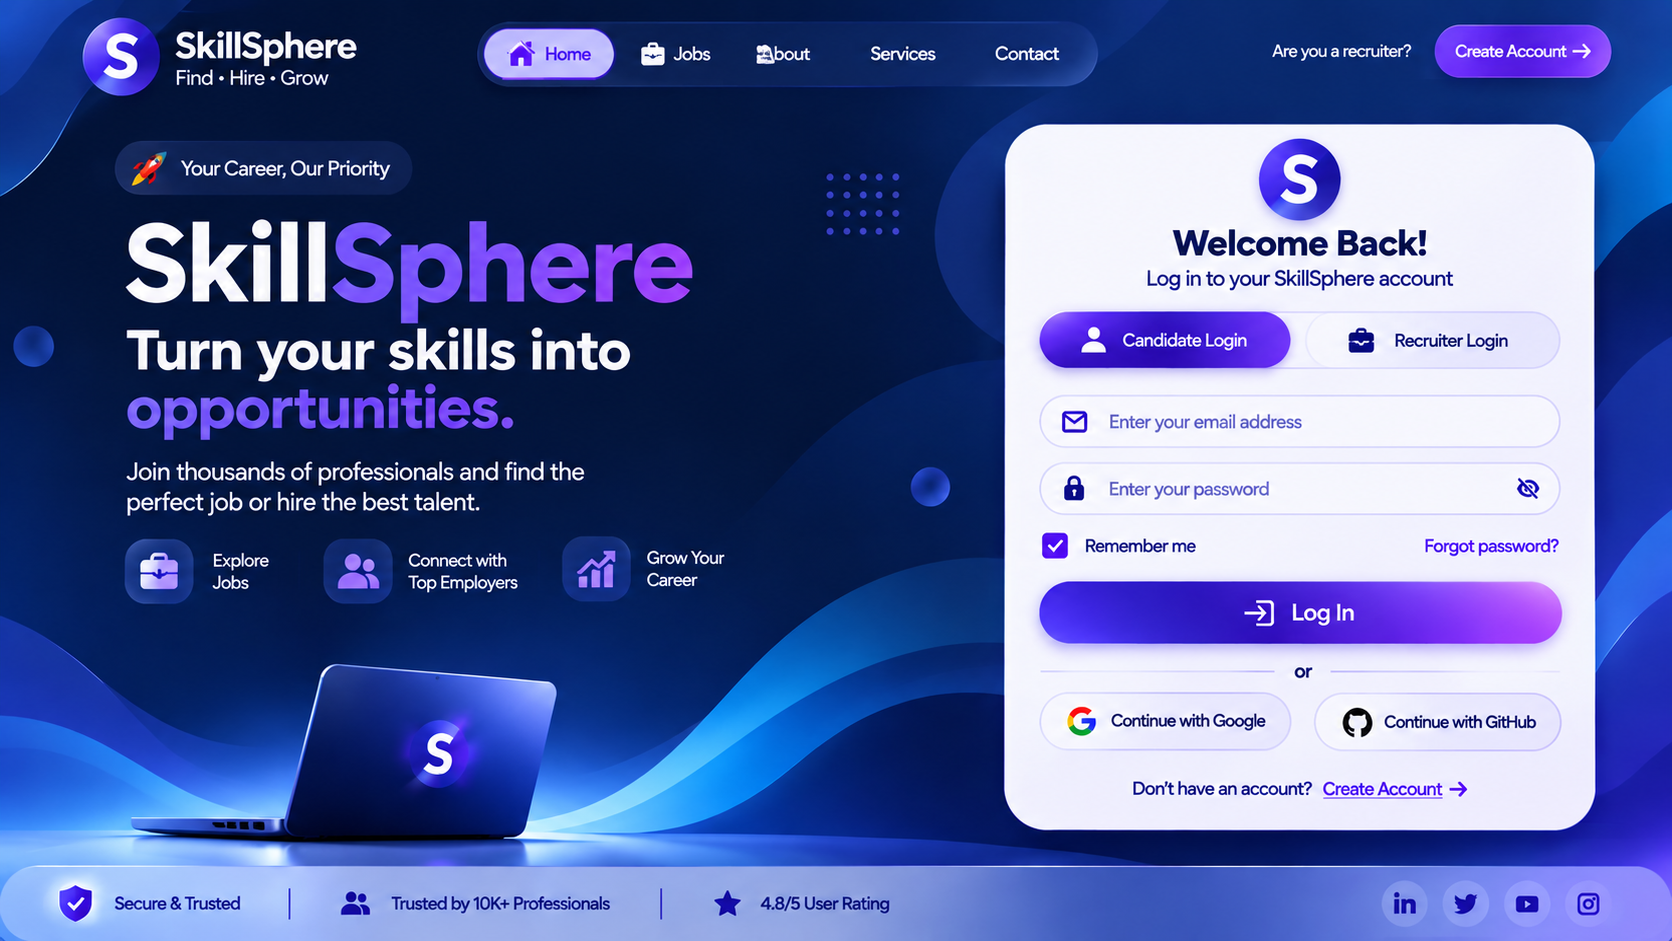 S
SkillSphere
Find • Hire • Grow
Home
Jobs
About
Services
Contact
Are you a recruiter?
Create Account →
Your Career, Our Priority
SkillSphere
Turn your skills into
opportunities.
Join thousands of professionals and find the
perfect job or hire the best talent.
Explore
Jobs
Connect with
Top Employers
Grow Your
Career
S
S
Welcome Back!
Log in to your SkillSphere account
Candidate Login
Recruiter Login
Enter your email address
Enter your password
Remember me
Forgot password?
Log In
or
Continue with Google
Continue with GitHub
Don't have an account? Create Account →
Secure & Trusted
Trusted by 10K+ Professionals
4.8/5 User Rating
in